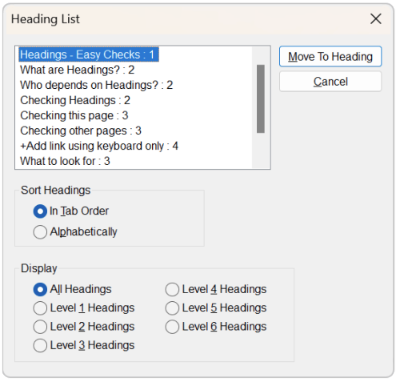 Heading List
Headings - Easy Checks : 1
What are Headings? : 2
Who depends on Headings? : 2
Checking Headings : 2
Checking this page : 3
Checking other pages : 3
+Add link using keyboard only : 4
What to look for : 3
Move To Heading
Cancel
Sort Headings
In Tab Order
Alphabetically
Display
All Headings
Level 4 Headings
Level 1 Headings
Level 5 Headings
Level 2 Headings
Level 6 Headings
Level 3 Headings